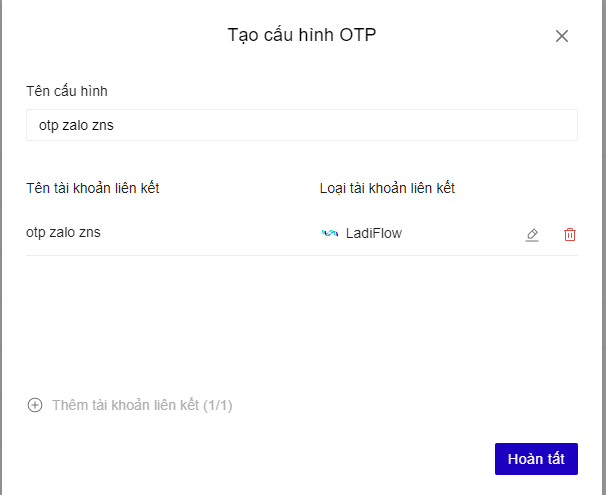 Tạo cấu hình OTP
Tên cấu hình
otp zalo zns
Tên tài khoản liên kết Loại tài khoản liên kết
otp zalo zns LadiFlow
Thêm tài khoản liên kết (1/1)
Hoàn tất